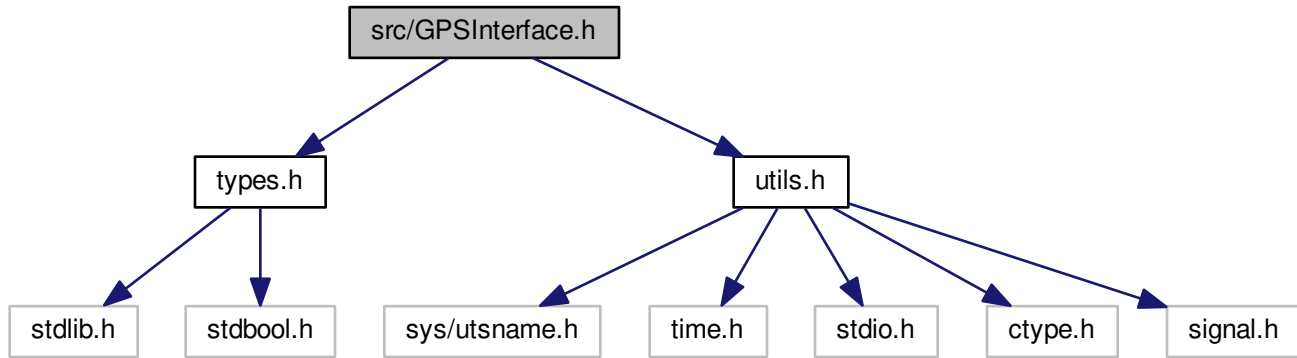 src/GPSInterface.h
types.h
utils.h
stdlib.h
stdbool.h
sys/utsname.h
time.h
stdio.h
ctype.h
signal.h